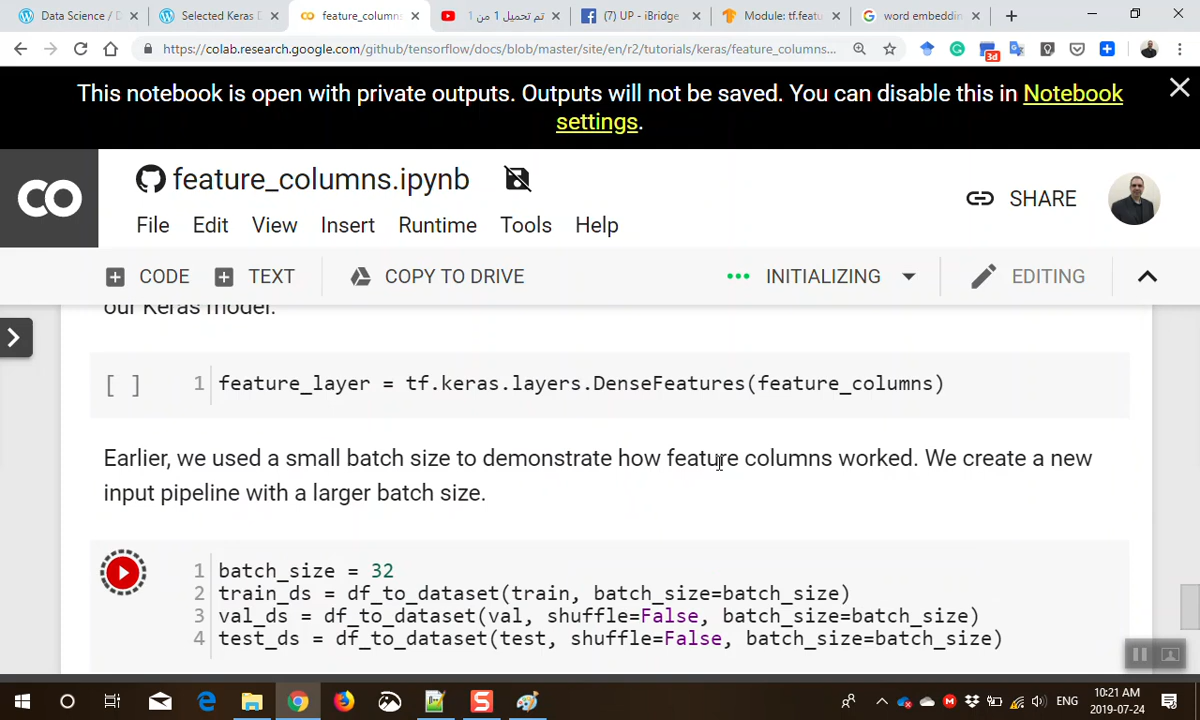 Data Science / D
Selected Keras D
feature_columns
تم تحميل 1 من 1
(7) UP - iBridge
Module: tf.featu
word embeddin
https://colab.research.google.com/github/tensorflow/docs/blob/master/site/en/r2/tutorials/keras/feature_columns...
3d
This notebook is open with private outputs. Outputs will not be saved. You can disable this in Notebook
settings.
CO
feature_columns.ipynb
SHARE
File Edit View Insert Runtime Tools Help
CODE TEXT COPY TO DRIVE INITIALIZING EDITING
our Keras model.
[ ] 1 feature_layer = tf.keras.layers.DenseFeatures(feature_columns)
Earlier, we used a small batch size to demonstrate how feature columns worked. We create a new
input pipeline with a larger batch size.
1 batch_size = 32
2 train_ds = df_to_dataset(train, batch_size=batch_size)
3 val_ds = df_to_dataset(val, shuffle=False, batch_size=batch_size)
4 test_ds = df_to_dataset(test, shuffle=False, batch_size=batch_size)
ENG
10:21 AM
2019-07-24